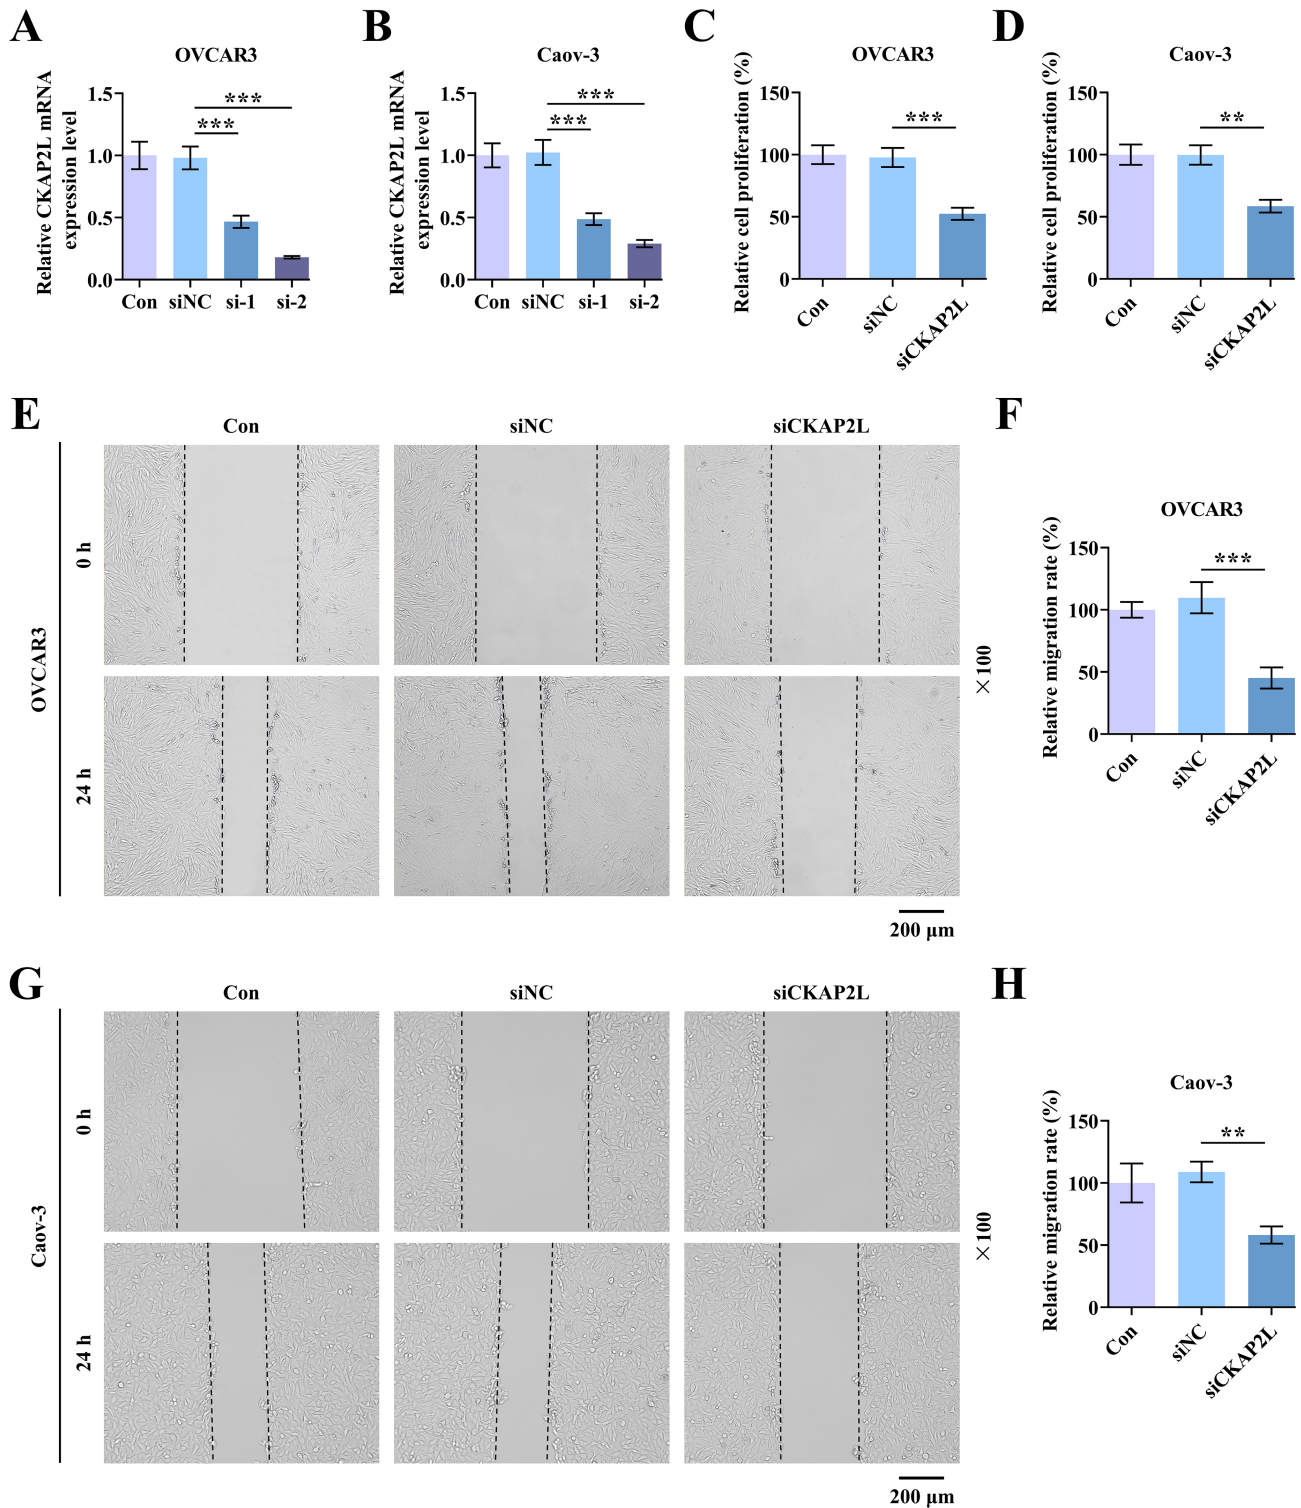 A
OVCAR3
Relative CKAP2L mRNA
expression level
1.5
1.0
0.5
0.0
***
***
Con
siNC
si-1
si-2
B
Caov-3
Relative CKAP2L mRNA
expression level
1.5
1.0
0.5
0.0
***
***
Con
siNC
si-1
si-2
C
OVCAR3
Relative cell proliferation (%)
150
100
50
0
***
Con
siNC
siCKAP2L
D
Caov-3
Relative cell proliferation (%)
150
100
50
0
**
Con
siNC
siCKAP2L
E
Con
siNC
siCKAP2L
OVCAR3
0 h
24 h
×100
200 μm
F
OVCAR3
Relative migration rate (%)
150
100
50
0
***
Con
siNC
siCKAP2L
G
Con
siNC
siCKAP2L
Caov-3
0 h
24 h
×100
200 μm
H
Caov-3
Relative migration rate (%)
150
100
50
0
**
Con
siNC
siCKAP2L